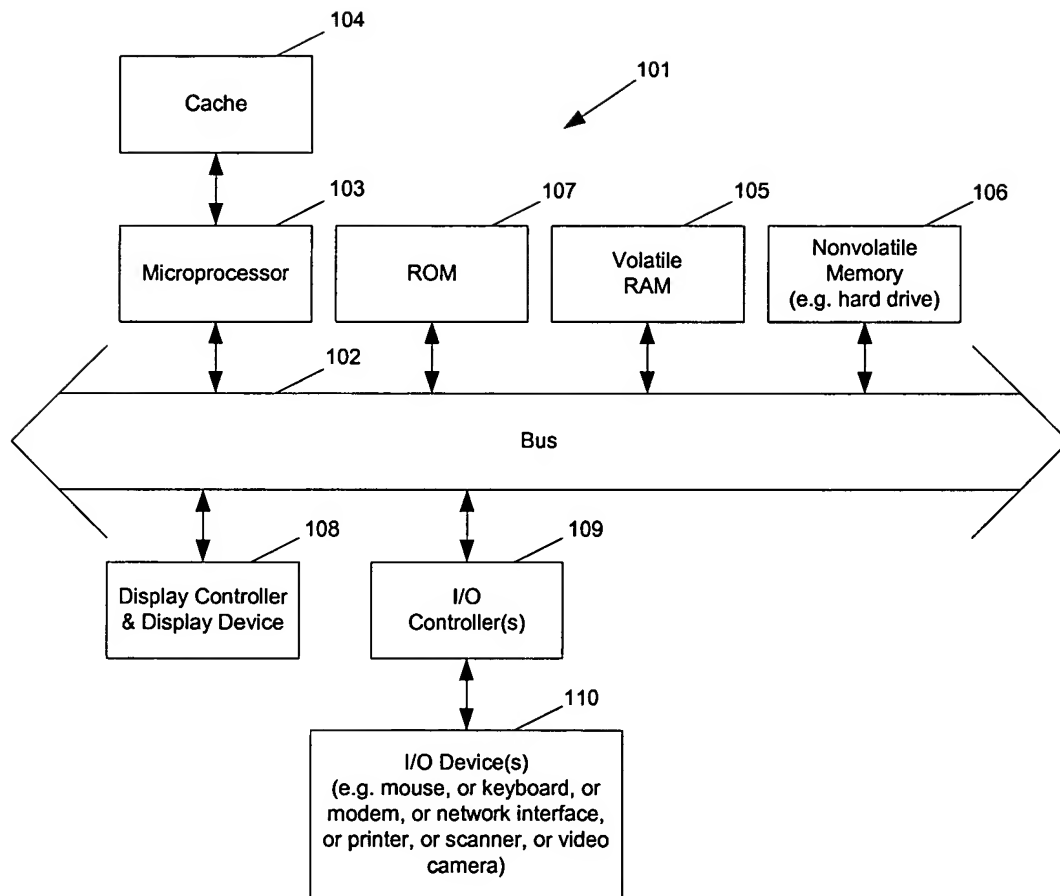 104
Cache
101
103
Microprocessor
107
ROM
105
Volatile
RAM
106
Nonvolatile
Memory
(e.g. hard drive)
102
Bus
108
Display Controller
& Display Device
109
I/O
Controller(s)
110
I/O Device(s)
(e.g. mouse, or keyboard, or
modem, or network interface,
or printer, or scanner, or video
camera)